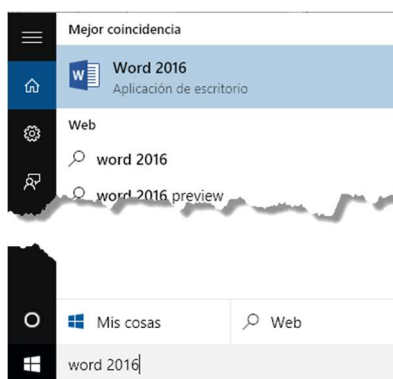 Mejor coincidencia
Word 2016
Aplicación de escritorio
Web
word 2016
word 2016 preview
Mis cosas
Web
word 2016